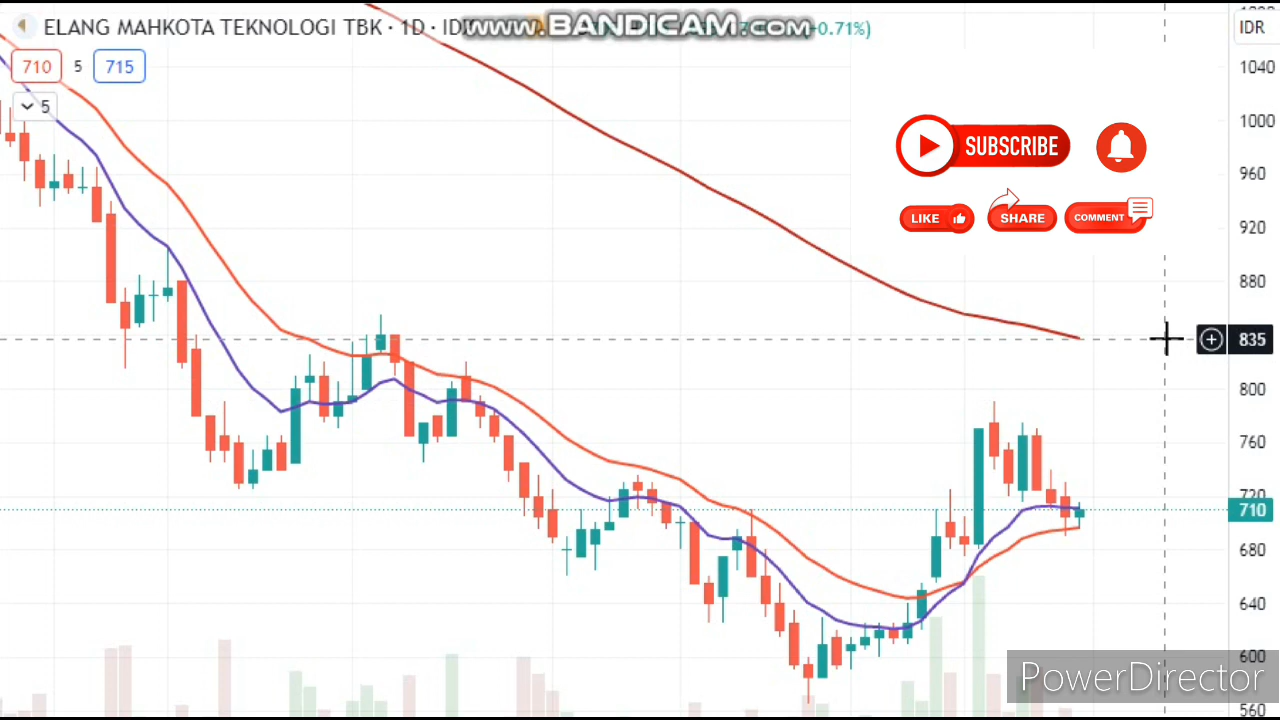 ELANG MAHKOTA TEKNOLOGI TBK · 1D · ID
www.BANDICAM.com
0.71%)
IDR
710 5 715
5
1040
1000
960
920
880
835
800
760
720
710
680
640
600
560
SUBSCRIBE
LIKE
SHARE
COMMENT
PowerDirector